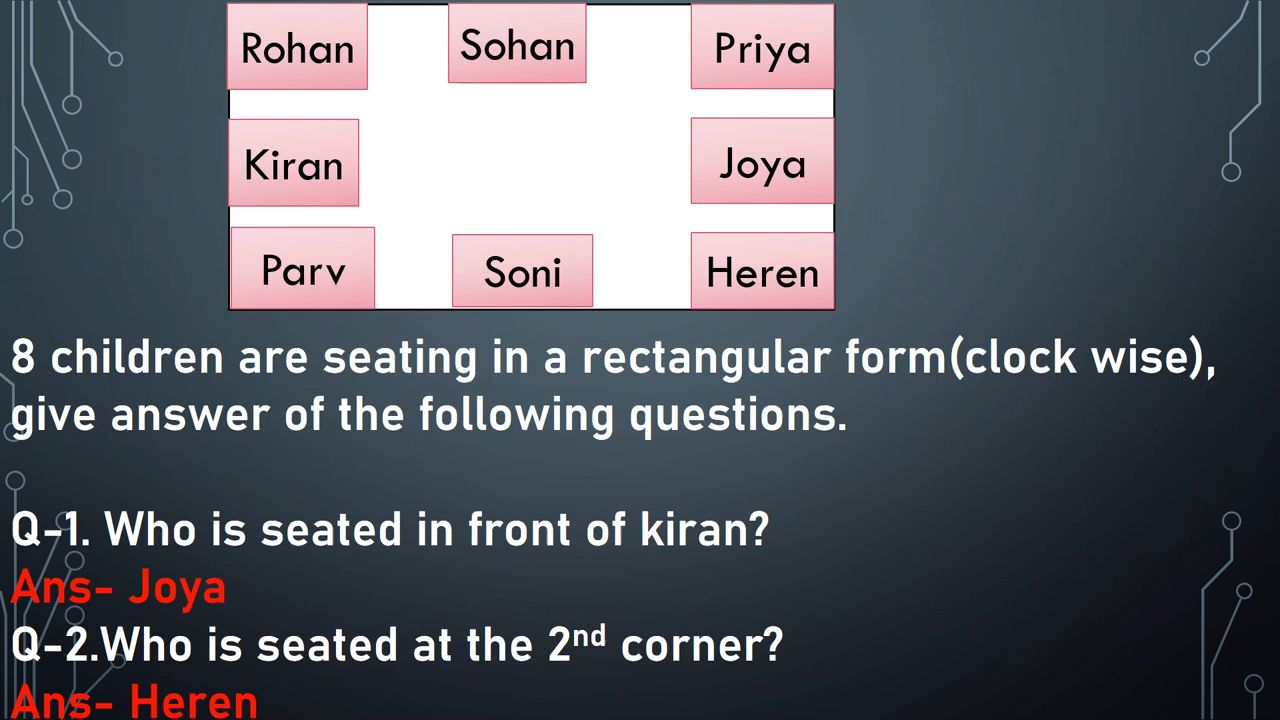 Rohan Sohan Priya
Kiran Joya
Parv Soni Heren
8 children are seating in a rectangular form(clock wise),
give answer of the following questions.
Q-1. Who is seated in front of kiran?
Ans- Joya
Q-2.Who is seated at the 2nd corner?
Ans- Heren